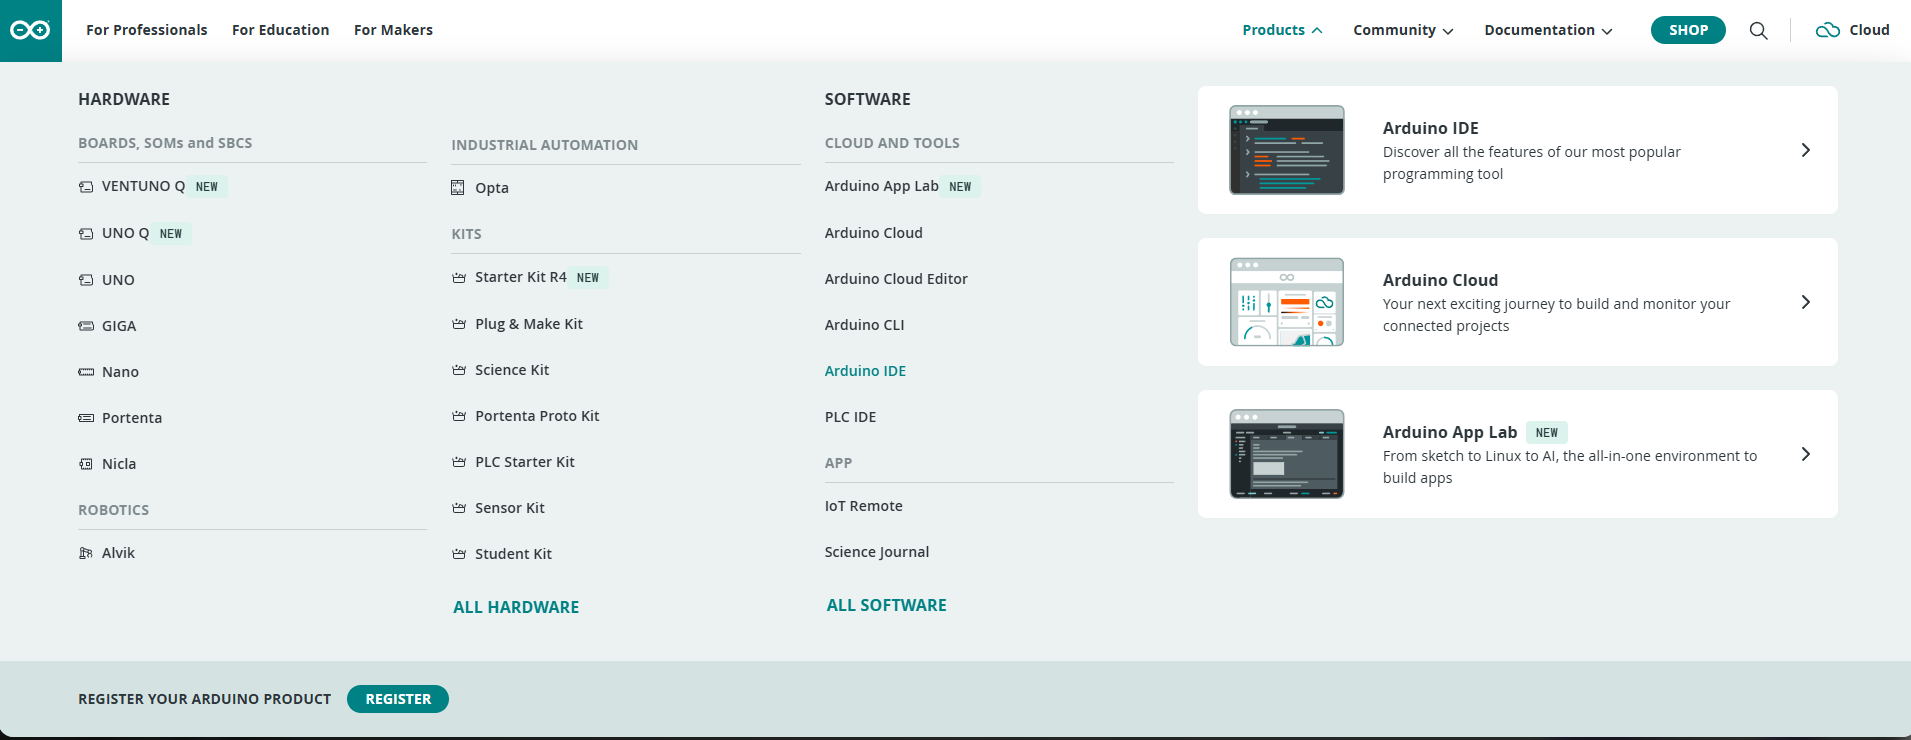 For Professionals
For Education
For Makers
Products
Community
Documentation
SHOP
Cloud
HARDWARE
BOARDS, SOMs and SBCS
VENTUNO Q NEW
UNO Q NEW
UNO
GIGA
Nano
Portenta
Nicla
ROBOTICS
Alvik
INDUSTRIAL AUTOMATION
Opta
KITS
Starter Kit R4 NEW
Plug & Make Kit
Science Kit
Portenta Proto Kit
PLC Starter Kit
Sensor Kit
Student Kit
ALL HARDWARE
SOFTWARE
CLOUD AND TOOLS
Arduino App Lab NEW
Arduino Cloud
Arduino Cloud Editor
Arduino CLI
Arduino IDE
PLC IDE
APP
IoT Remote
Science Journal
ALL SOFTWARE
Arduino IDE
Discover all the features of our most popular
programming tool
Arduino Cloud
Your next exciting journey to build and monitor your
connected projects
Arduino App Lab NEW
From sketch to Linux to AI, the all-in-one environment to
build apps
REGISTER YOUR ARDUINO PRODUCT
REGISTER